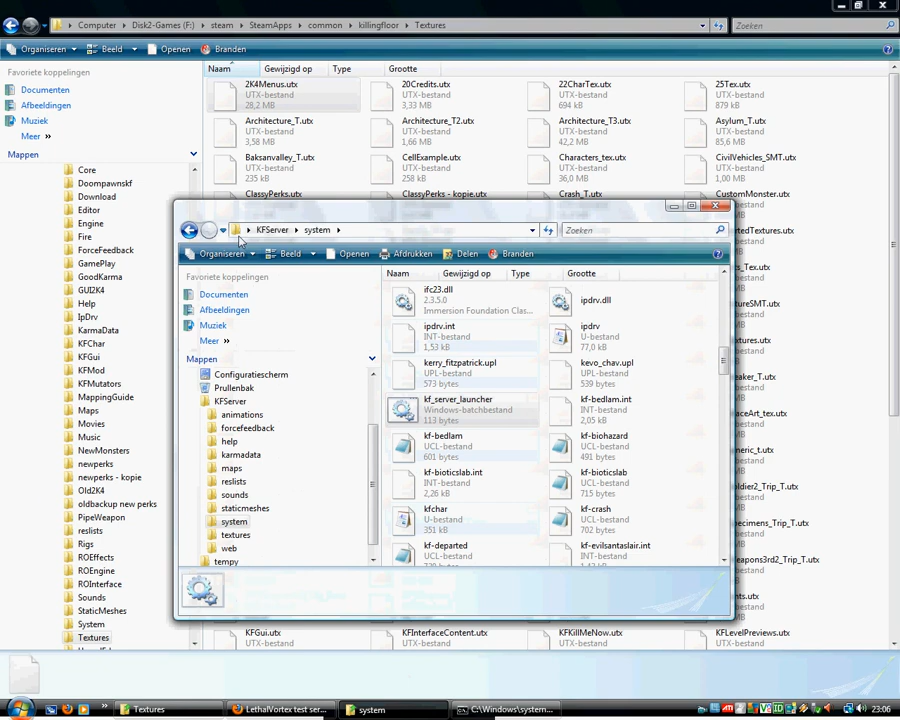 Computer Disk2-Games (F:) steam SteamApps common killingfloor Textures Zoeken
Organiseren Beeld Openen Branden
Favoriete koppelingen
Documenten
Afbeeldingen
Muziek
Meer »
Mappen
Core
Doompawnskf
Download
Editor
Engine
Fire
ForceFeedback
GamePlay
GoodKarma
GUI2K4
Help
IpDrv
KarmaData
KFChar
KFGui
KFMod
KFMutators
MappingGuide
Maps
Movies
Music
NewMonsters
newperks
newperks - kopie
Old2K4
oldbackup new perks
PipeWeapon
reslists
Rigs
ROEffects
ROEngine
ROInterface
Sounds
StaticMeshes
System
Textures
Naam Gewijzigd op Type Grootte
2K4Menus.utx
UTX-bestand
28,2 MB
20Credits.utx
UTX-bestand
3,33 MB
22CharTex.utx
UTX-bestand
694 kB
25Tex.utx
UTX-bestand
879 kB
Architecture_T.utx
UTX-bestand
3,58 MB
Architecture_T2.utx
UTX-bestand
1,66 MB
Architecture_T3.utx
UTX-bestand
42,2 MB
Asylum_T.utx
UTX-bestand
85,6 MB
Baksanvalley_T.utx
UTX-bestand
235 kB
CellExample.utx
UTX-bestand
258 kB
Characters_tex.utx
UTX-bestand
36,0 MB
CivilVehicles_SMT.utx
UTX-bestand
1,00 MB
ClassyPerks.utx
ClassyPerks - kopie.utx
Crash_T.utx
CustomMonster.utx
KFServer system Zoeken
Organiseren Beeld Openen Afdrukken Delen Branden
Favoriete koppelingen
Documenten
Afbeeldingen
Muziek
Meer »
Mappen
Configuratiescherm
Prullenbak
KFServer
animations
forcefeedback
help
karmadata
maps
reslists
sounds
staticmeshes
system
textures
web
tempy
Naam Gewijzigd op Type Grootte
ifc23.dll
2.3.5.0
Immersion Foundation Clas...
ipdrv.dll
ipdrv.int
INT-bestand
1,53 kB
ipdrv
U-bestand
77,0 kB
kerry_fitzpatrick.upl
UPL-bestand
573 bytes
kevo_chav.upl
UPL-bestand
539 bytes
kf_server_launcher
Windows-batchbestand
113 bytes
kf-bedlam.int
INT-bestand
2,05 kB
kf-bedlam
UCL-bestand
601 bytes
kf-biohazard
UCL-bestand
491 bytes
kf-bioticslab.int
INT-bestand
2,26 kB
kf-bioticslab
UCL-bestand
715 bytes
kfchar
U-bestand
351 kB
kf-crash
UCL-bestand
702 bytes
kf-departed
UCL-bestand
kf-evilsantaslair.int
INT-bestand
KFGui.utx
KFInterfaceContent.utx
KFKillMeNow.utx
KFLevelPreviews.utx
UTX-bestand
UTX-bestand
UTX-bestand
UTX-bestand
Textures
LethalVortex test ser...
system
C:\Windows\system...
23:06